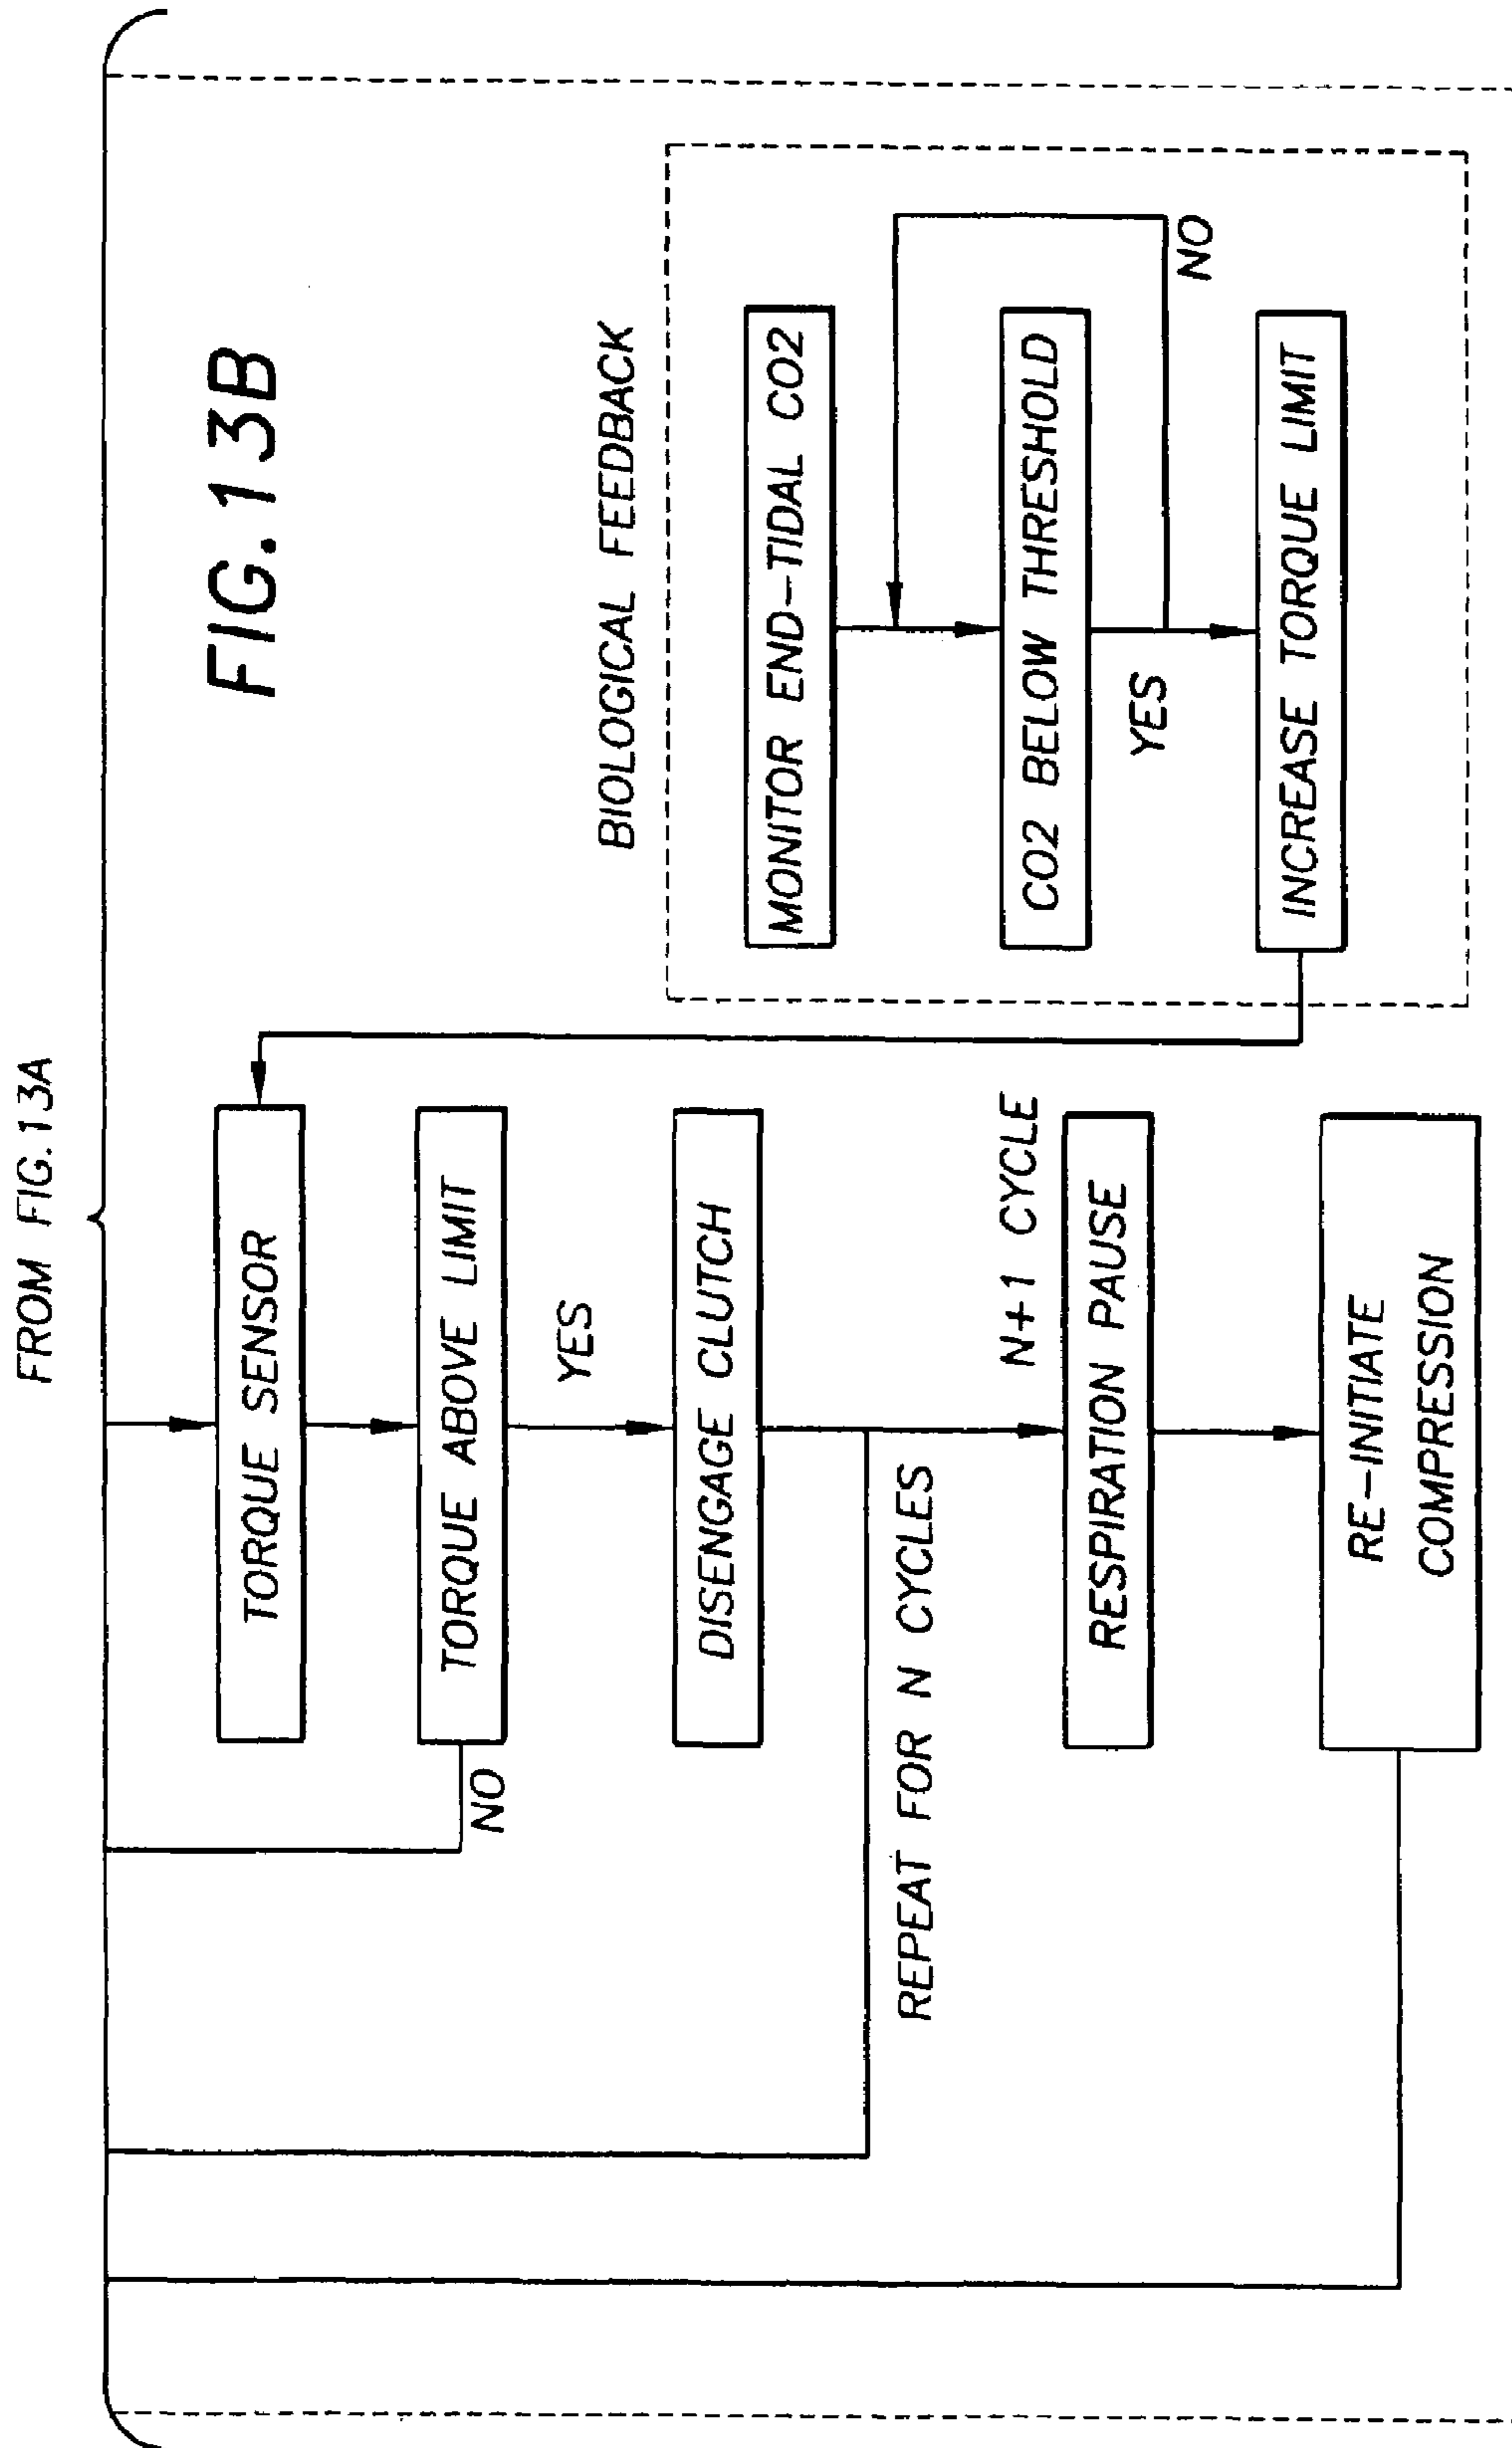 FROM FIG.13A
FIG.13B
TORQUE SENSOR
TORQUE ABOVE LIMIT
NO
YES
DISENGAGE CLUTCH
REPEAT FOR N CYCLES
N+1 CYCLE
RESPIRATION PAUSE
RE-INITIATE
COMPRESSION
BIOLOGICAL FEEDBACK
MONITOR END-TIDAL CO2
CO2 BELOW THRESHOLD
YES
NO
INCREASE TORQUE LIMIT